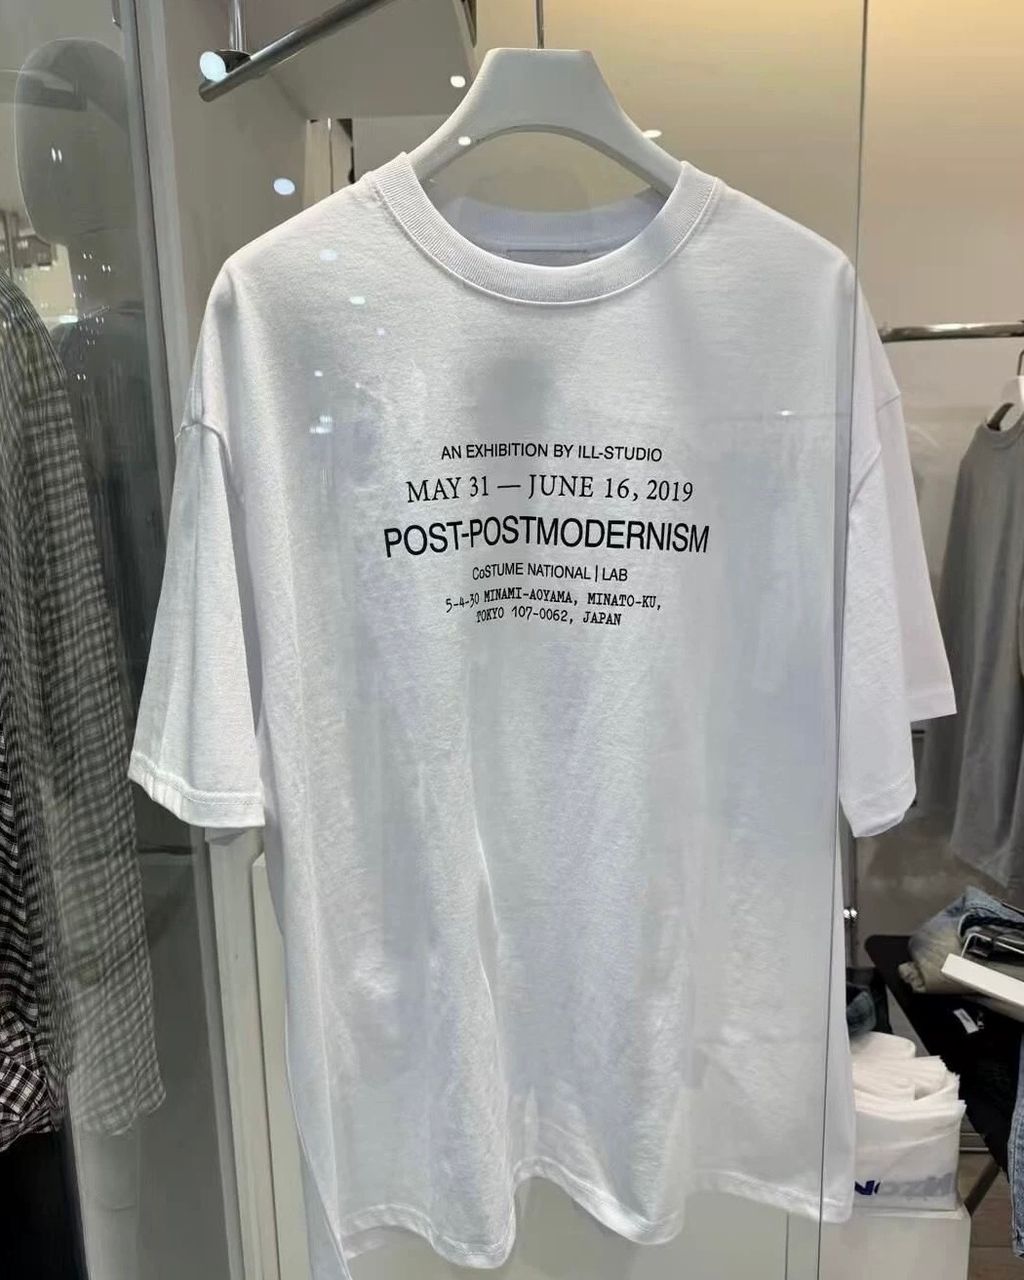 AN EXHIBITION BY ILL-STUDIO
MAY 31 — JUNE 16, 2019
POST-POSTMODERNISM
CoSTUME NATIONAL | LAB
5-4-30 MINAMI-AOYAMA, MINATO-KU,
TOKYO 107-0062, JAPAN